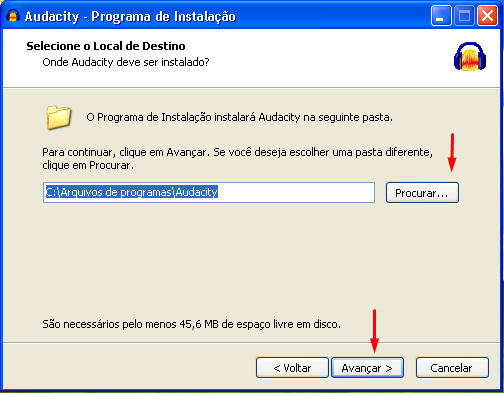 Audacity - Programa de Instalação
Selecione o Local de Destino
Onde Audacity deve ser instalado?
O Programa de Instalação instalará Audacity na seguinte pasta.
Para continuar, clique em Avançar. Se você deseja escolher uma pasta diferente,
clique em Procurar.
C:\Arquivos de programas\Audacity
Procurar...
São necessários pelo menos 45,6 MB de espaço livre em disco.
< Voltar
Avançar >
Cancelar